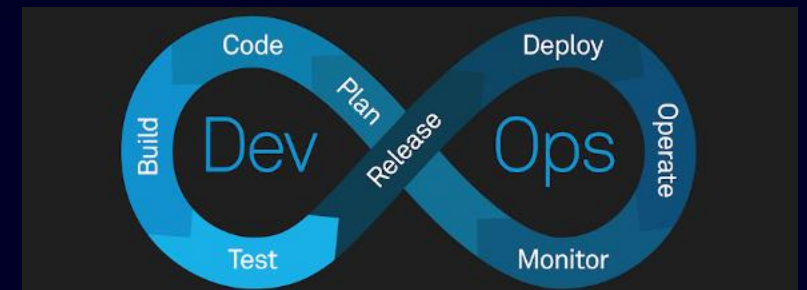 Code
Plan
Build
Dev
Test
Release
Deploy
Ops
Operate
Monitor